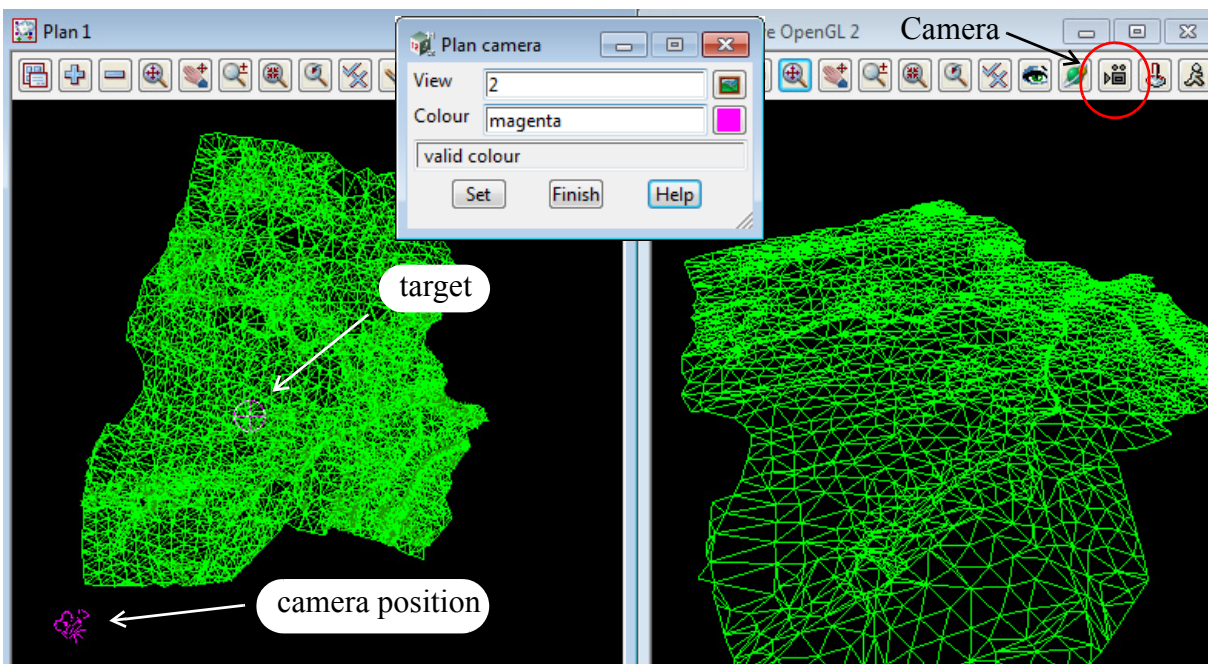 Plan 1
Plan camera
View
2
Colour
magenta
valid colour
Set
Finish
Help
e OpenGL 2
Camera
target
camera position